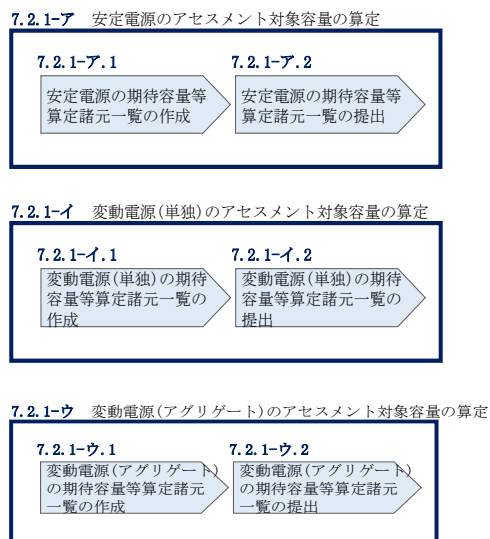 7.2.1-ア 安定電源のアセスメント対象容量の算定
7.2.1-ア.1
安定電源の期待容量等
算定諸元一覧の作成
7.2.1-ア.2
安定電源の期待容量等
算定諸元一覧の提出
7.2.1-イ 変動電源(単独)のアセスメント対象容量の算定
7.2.1-イ.1
変動電源(単独)の期待
容量等算定諸元一覧の
作成
7.2.1-イ.2
変動電源(単独)の期待
容量等算定諸元一覧の
提出
7.2.1-ウ 変動電源(アグリゲート)のアセスメント対象容量の算定
7.2.1-ウ.1
変動電源(アグリゲート)
の期待容量等算定諸元
一覧の作成
7.2.1-ウ.2
変動電源(アグリゲート)
の期待容量等算定諸元
一覧の提出